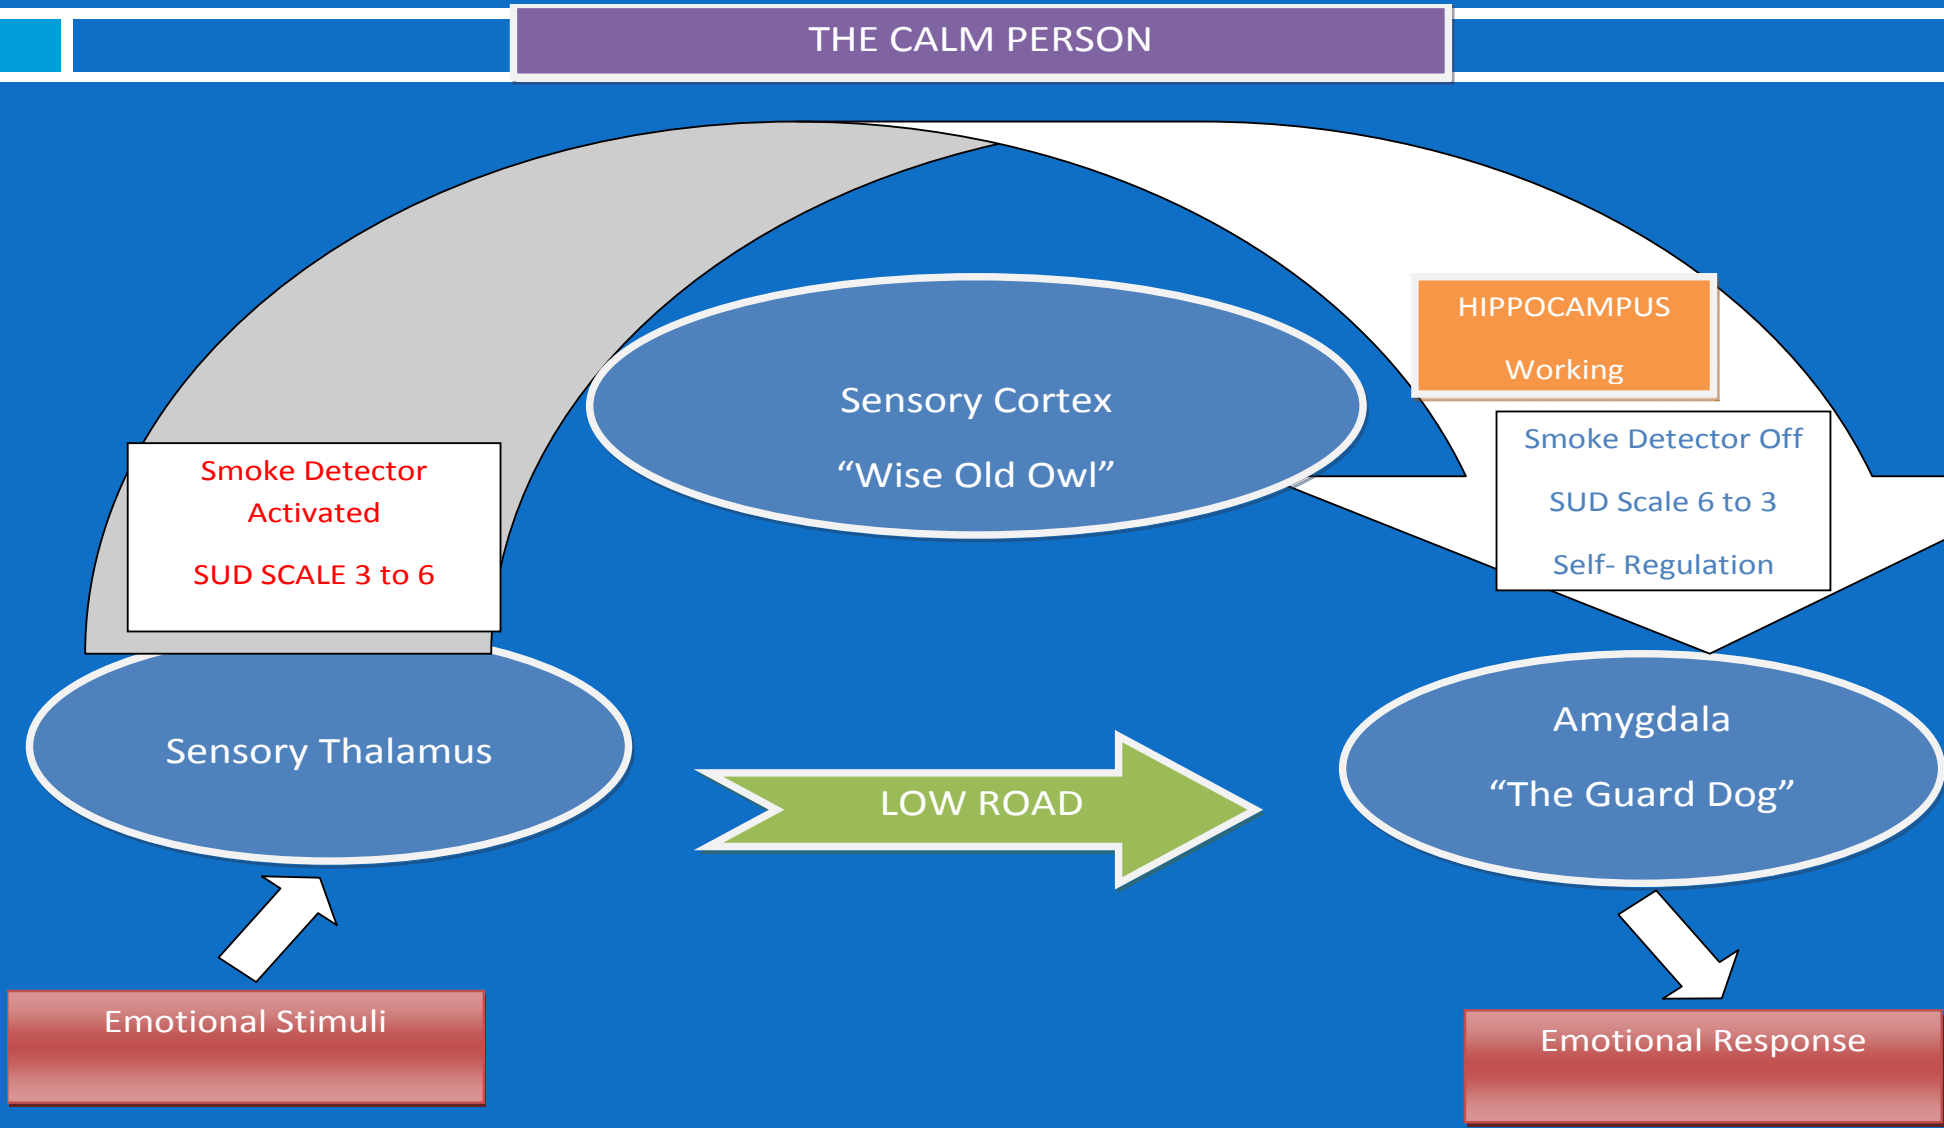 THE CALM PERSON
HIPPOCAMPUS
Working
Sensory Cortex
“Wise Old Owl”
Smoke Detector
Activated
SUD SCALE 3 to 6
Smoke Detector Off
SUD Scale 6 to 3
Self- Regulation
Sensory Thalamus
LOW ROAD
Amygdala
“The Guard Dog”
Emotional Stimuli
Emotional Response